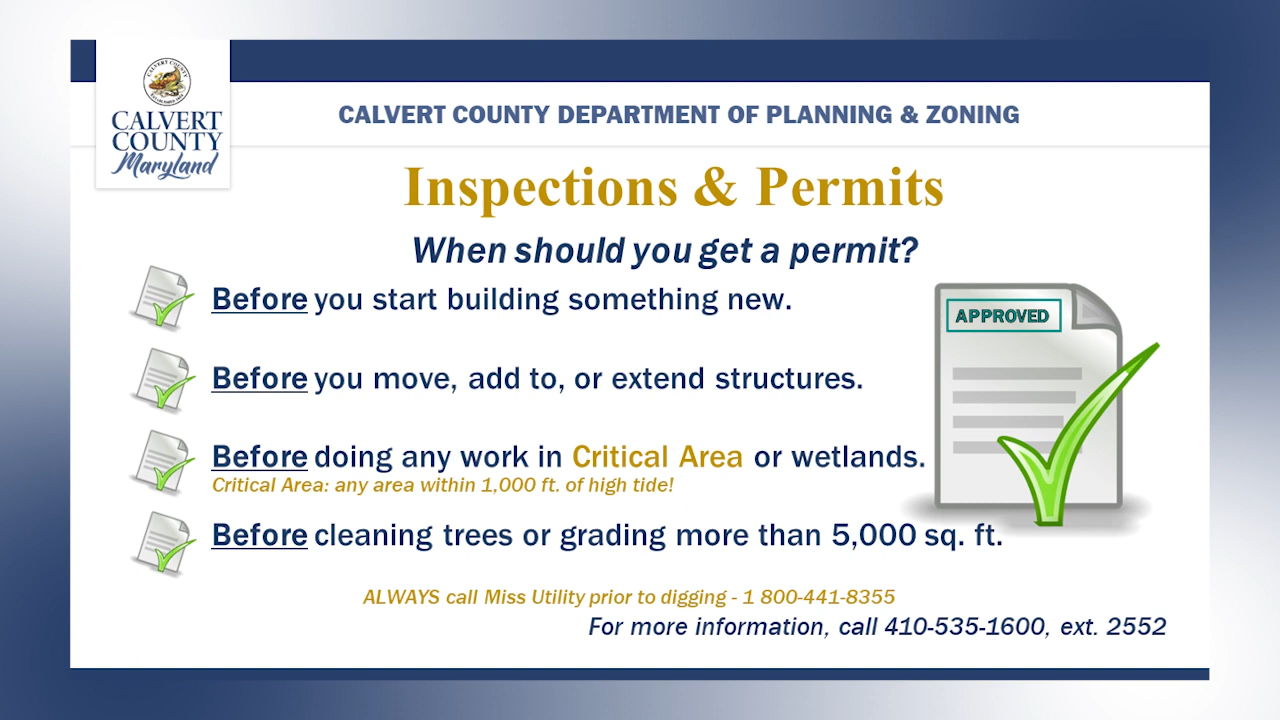 CALVERT COUNTY
CALVERT
COUNTY
Maryland
CALVERT COUNTY DEPARTMENT OF PLANNING & ZONING
Inspections & Permits
When should you get a permit?
Before you start building something new.
APPROVED
Before you move, add to, or extend structures.
Before doing any work in Critical Area or wetlands.
Critical Area: any area within 1,000 ft. of high tide!
Before cleaning trees or grading more than 5,000 sq. ft.
ALWAYS call Miss Utility prior to digging - 1 800-441-8355
For more information, call 410-535-1600, ext. 2552